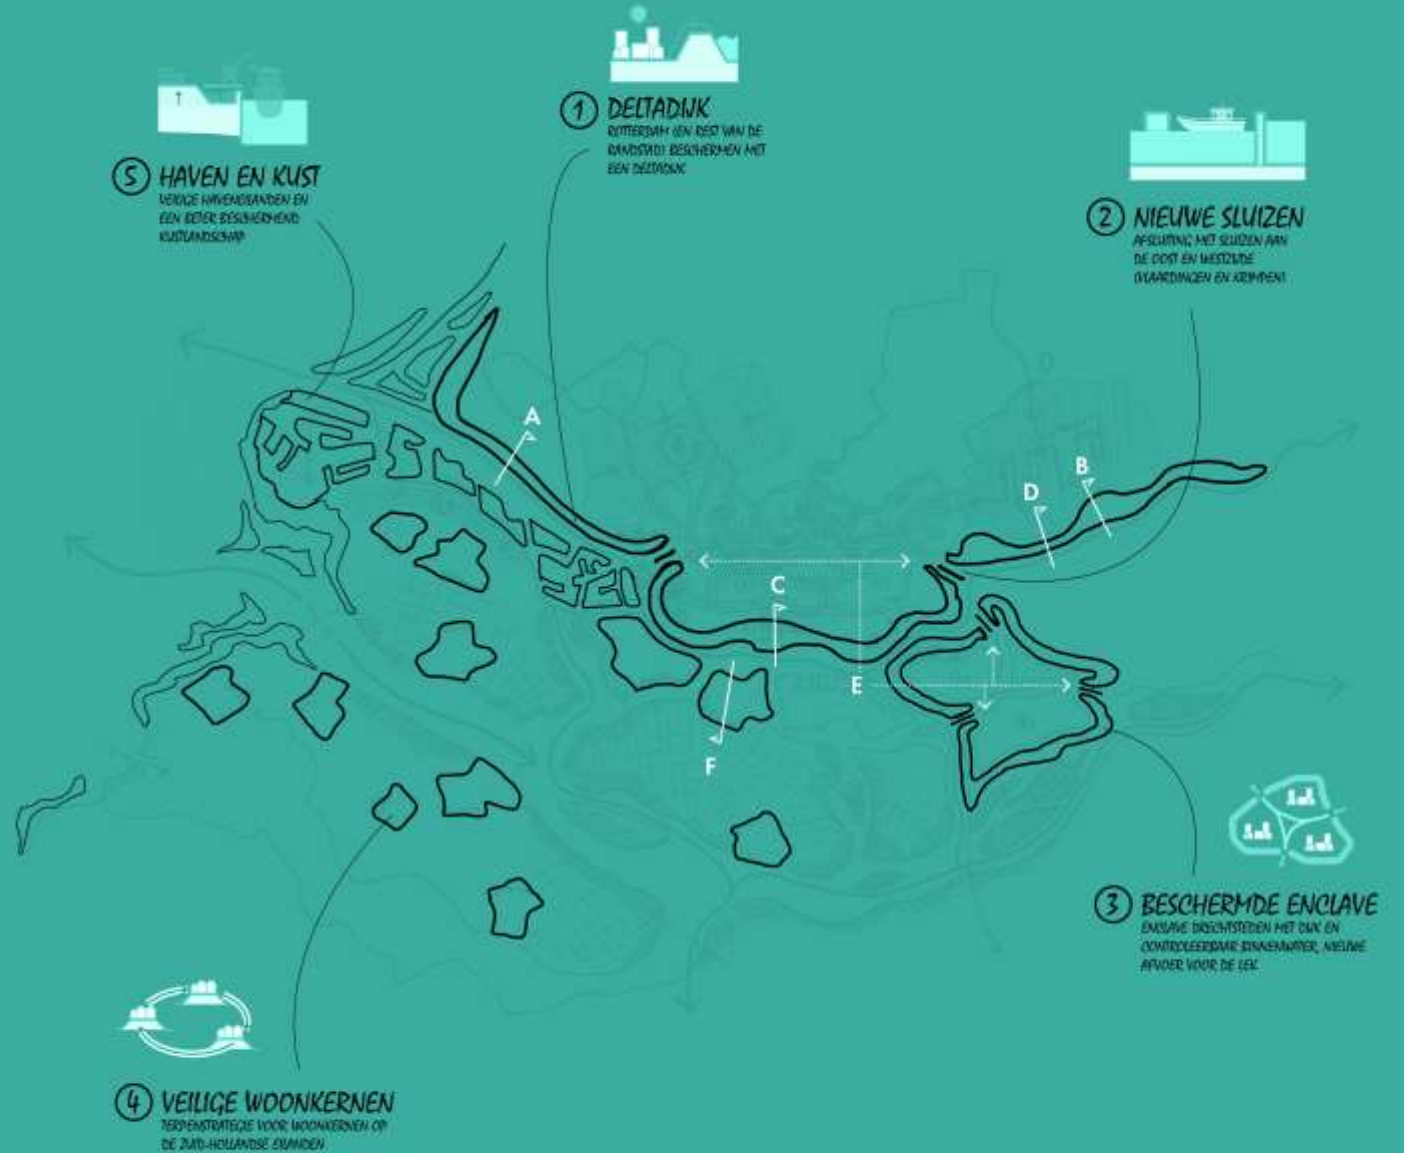 1 DELTADIJK
ROTTERDAM (EN REST VAN DE
RANDSTAD) BESCHERMEN MET
EEN DELTADIJK
5 HAVEN EN KUST
VEILIGE HAVENEILANDEN EN
EEN BETER BESCHERMEND
KUSTLANDSCHAP
2 NIEUWE SLUIZEN
AFSLUITING MET SLUIZEN AAN
DE OOST EN WESTZIJDE
(VLAARDINGEN EN KRIMPEN)
A
B
D
C
E
F
3 BESCHERMDE ENCLAVE
ENCLAVE DRECHTSTEDEN MET DIJK EN
CONTROLEERBAAR BINNENWATER, NIEUWE
AFVOER VOOR DE LEK
4 VEILIGE WOONKERNEN
TERPENSTRATEGIE VOOR WOONKERNEN OP
DE ZUID-HOLLANDSE EILANDEN